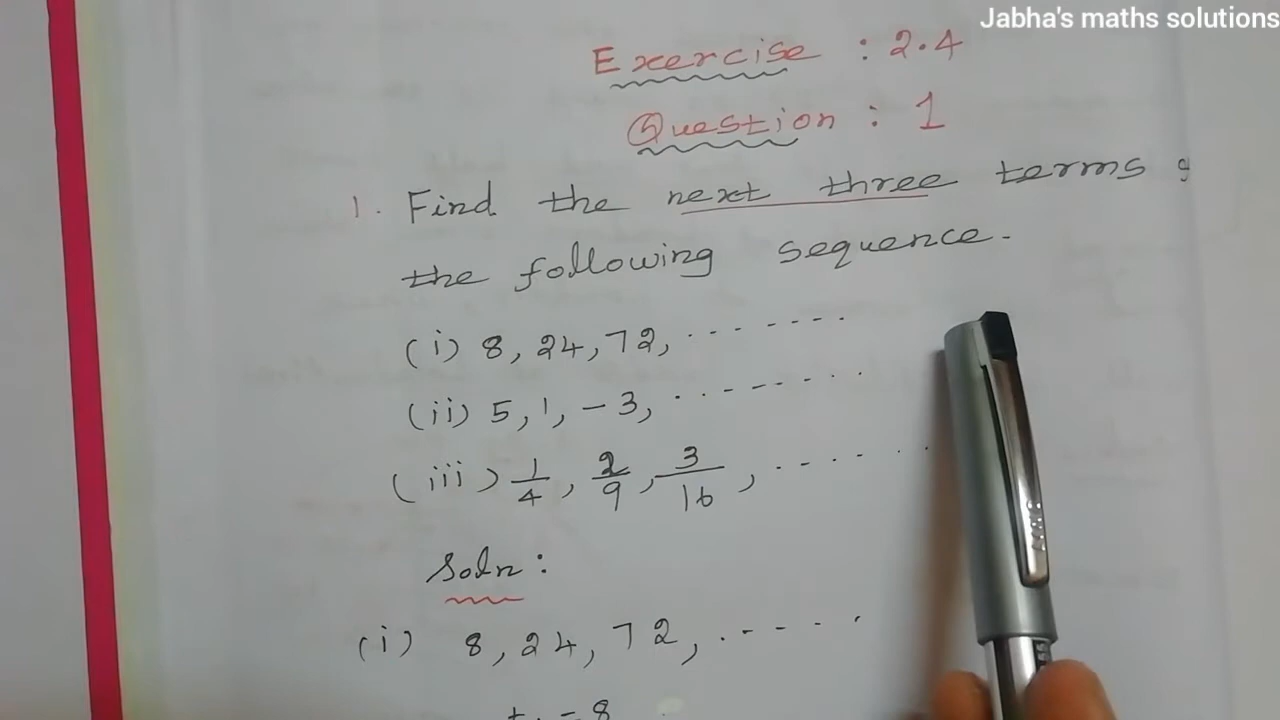 Jabha's maths solutions
Exercise : 2.4
Question : 1
1. Find the next three terms
the following sequence.
(i) 8, 24, 72, .......
(ii) 5, 1, -3, ........
(iii) 1/4, 2/9, 3/16, ......
Soln:
(i) 8, 24, 72, .....